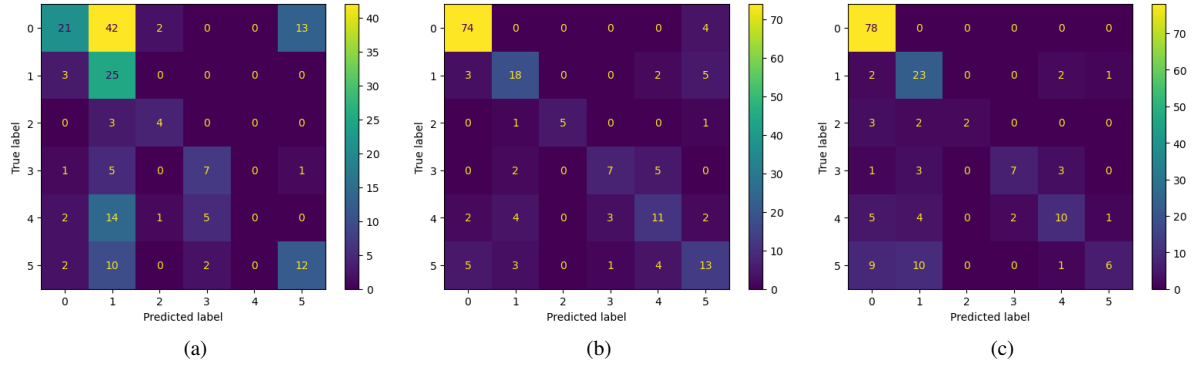 0 21 42 2 0 0 13
1 3 25 0 0 0 0
2 0 3 4 0 0 0
3 1 5 0 7 0 1
4 2 14 1 5 0 0
5 2 10 0 2 0 12
0 1 2 3 4 5
Predicted label
True label
40
35
30
25
20
15
10
5
0
(a)
0 74 0 0 0 0 4
1 3 18 0 0 2 5
2 0 1 5 0 0 1
3 0 2 0 7 5 0
4 2 4 0 3 11 2
5 5 3 0 1 4 13
0 1 2 3 4 5
Predicted label
True label
70
60
50
40
30
20
10
0
(b)
0 78 0 0 0 0 0
1 2 23 0 0 2 1
2 3 2 2 0 0 0
3 1 3 0 7 3 0
4 5 4 0 2 10 1
5 9 10 0 0 1 6
0 1 2 3 4 5
Predicted label
True label
70
60
50
40
30
20
10
0
(c)